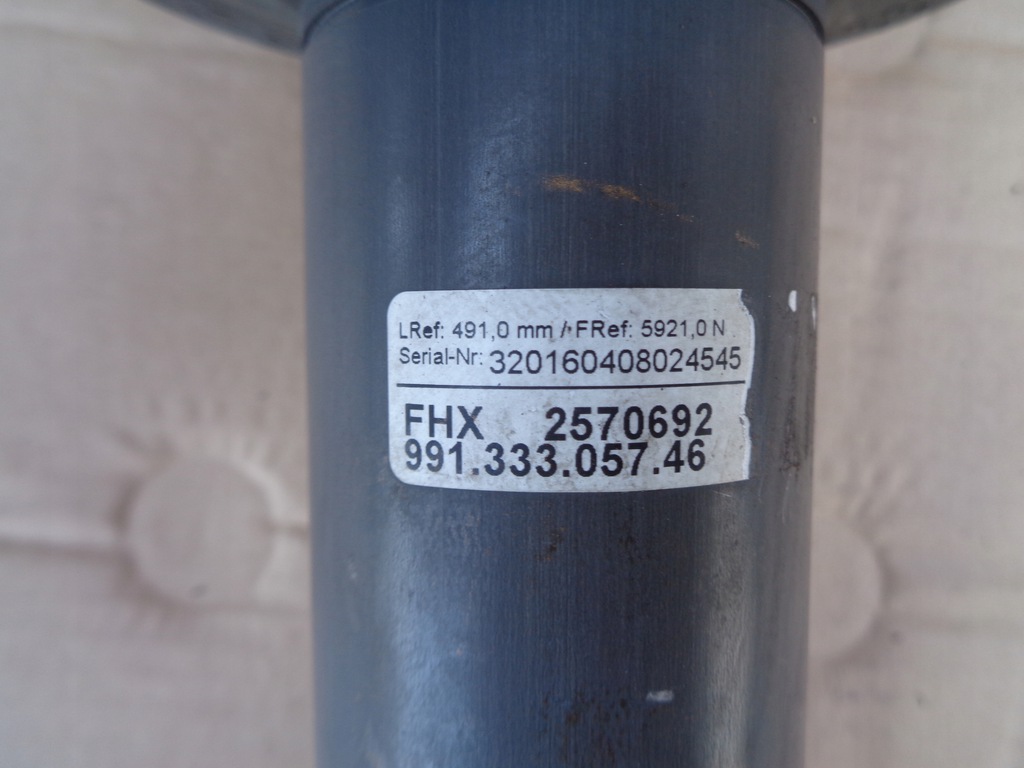 LRef: 491,0 mm / FRef: 5921,0 N
Serial-Nr: 320160408024545
FHX 2570692
991.333.057.46